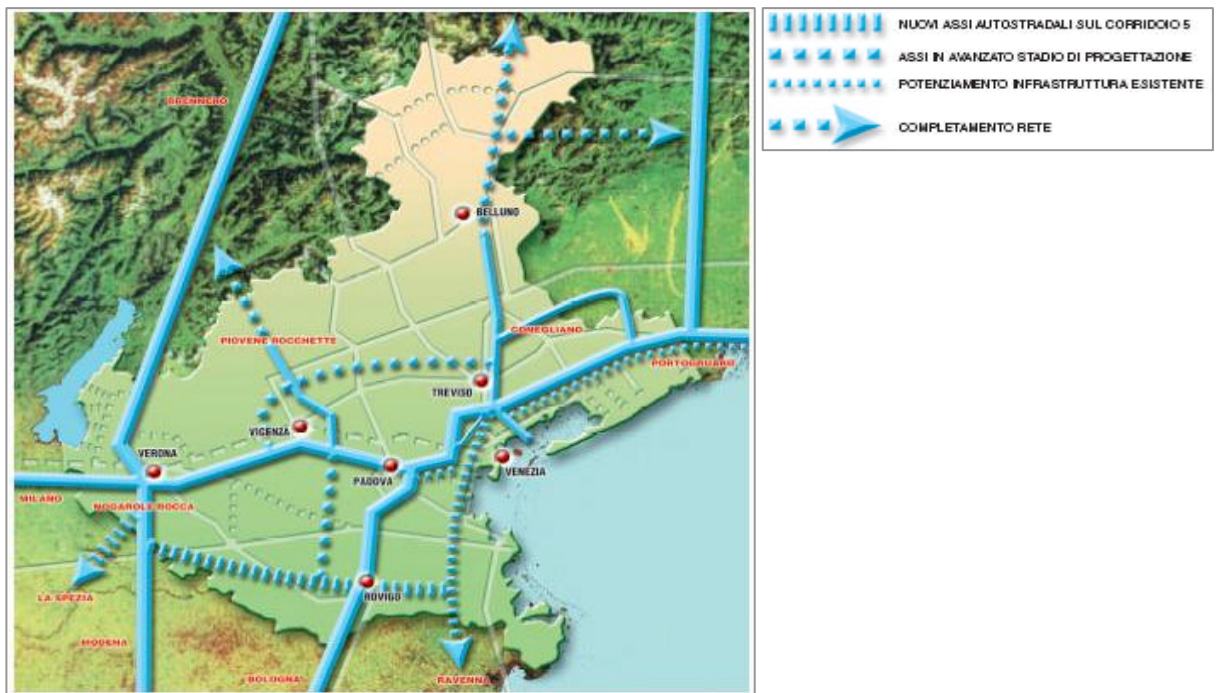 NUOVI ASSI AUTOSTRADALI SUL CORRIDOIO 5
ASSI IN AVANZATO STADIO DI PROGETTAZIONE
POTENZIAMENTO INFRASTRUTTURA ESISTENTE
COMPLETAMENTO RETE
BRENNERO
BELLUNO
PIOVENE ROCCHETTE
CONEGLIANO
PORTOGRUARO
TREVISO
VICENZA
VERONA
PADOVA
VENEZIA
MILANO
NOGAROLE ROCCA
LA SPEZIA
ROVIGO
MODENA
BOLOGNA
RAVENNA